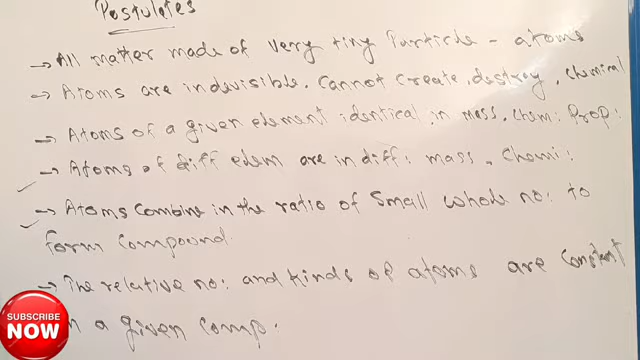 Postulates
→ All matter made of very tiny Particle - atoms
→ Atoms are indivisible. Cannot Create, destroy, chemical
→ Atoms of a given element identical in mass, Chem: Prop:
→ Atoms of diff elem are in diff: mass, Chemi:
→ Atoms Combine in the ratio of Small whole no: to
form Compound.
→ The relative no: and kinds of atoms are constant
in a given Comp:
SUBSCRIBE
NOW